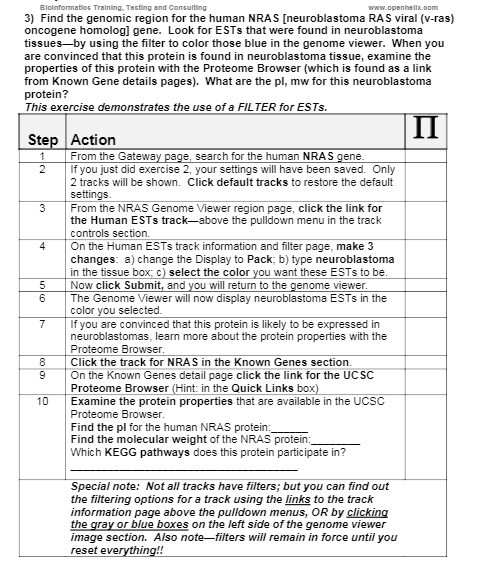 Bioinformatics Training, Testing and Consulting www.openhelix.com
3) Find the genomic region for the human NRAS [neuroblastoma RAS viral (v-ras)
oncogene homolog] gene. Look for ESTs that were found in neuroblastoma
tissues—by using the filter to color those blue in the genome viewer. When you
are convinced that this protein is found in neuroblastoma tissue, examine the
properties of this protein with the Proteome Browser (which is found as a link
from Known Gene details pages). What are the pI, mw for this neuroblastoma
protein?
This exercise demonstrates the use of a FILTER for ESTs.
Step Action Π
1 From the Gateway page, search for the human NRAS gene.
2 If you just did exercise 2, your settings will have been saved. Only
2 tracks will be shown. Click default tracks to restore the default
settings.
3 From the NRAS Genome Viewer region page, click the link for
the Human ESTs track—above the pulldown menu in the track
controls section.
4 On the Human ESTs track information and filter page, make 3
changes: a) change the Display to Pack; b) type neuroblastoma
in the tissue box; c) select the color you want these ESTs to be.
5 Now click Submit, and you will return to the genome viewer.
6 The Genome Viewer will now display neuroblastoma ESTs in the
color you selected.
7 If you are convinced that this protein is likely to be expressed in
neuroblastomas, learn more about the protein properties with the
Proteome Browser.
8 Click the track for NRAS in the Known Genes section.
9 On the Known Genes detail page click the link for the UCSC
Proteome Browser (Hint: in the Quick Links box)
10 Examine the protein properties that are available in the UCSC
Proteome Browser.
Find the pI for the human NRAS protein:______
Find the molecular weight of the NRAS protein:________
Which KEGG pathways does this protein participate in?
____________________________________
Special note: Not all tracks have filters; but you can find out
the filtering options for a track using the links to the track
information page above the pulldown menus, OR by clicking
the gray or blue boxes on the left side of the genome viewer
image section. Also note—filters will remain in force until you
reset everything!!